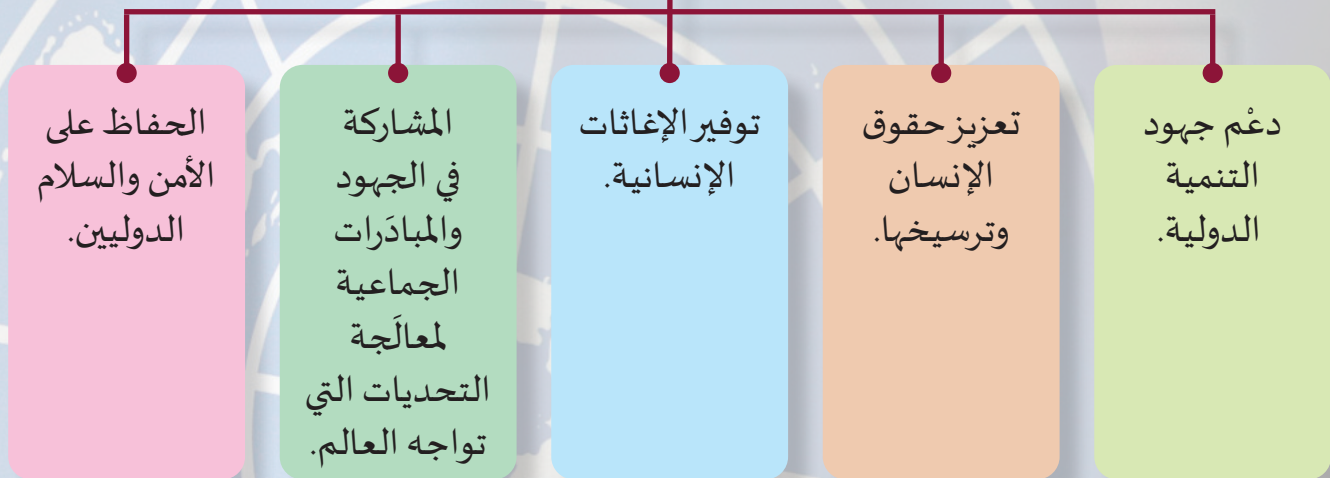 دعْم جهود
التنمية
الدولية.
تعزيز حقوق
الإنسان
وترسيخها.
توفير الإغاثات
الإنسانية.
المشاركة
في الجهود
والمبادَرات
الجماعية
لمعالَجة
التحديات التي
تواجه العالم.
الحفاظ على
الأمن والسلام
الدوليين.